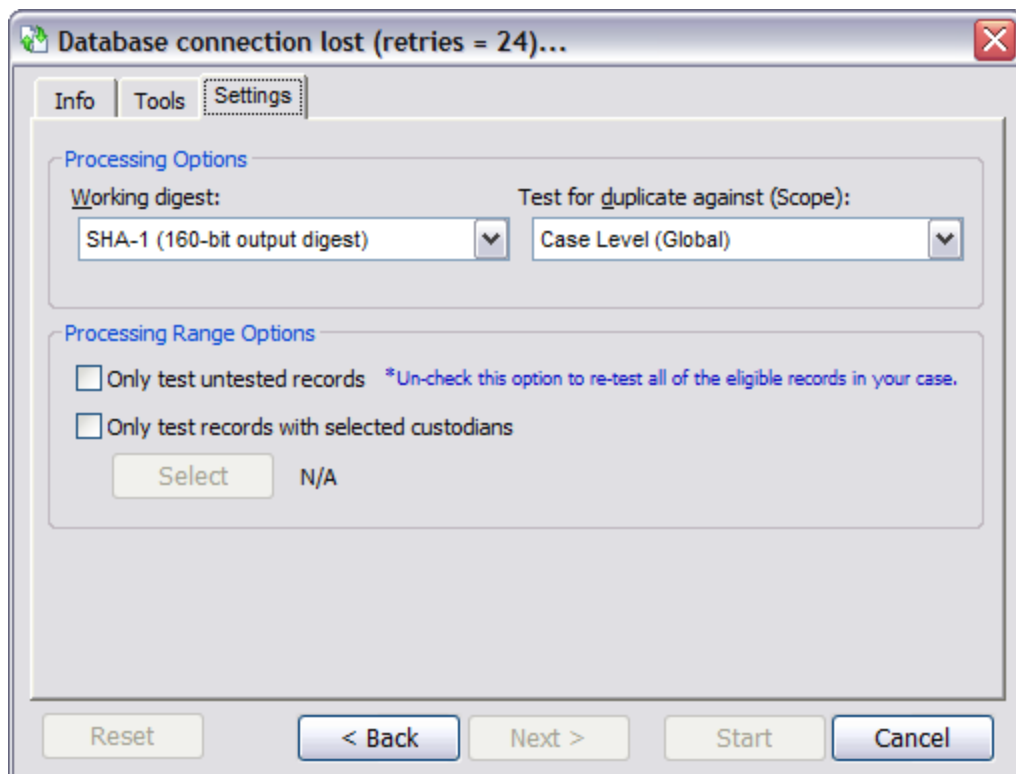 Database connection lost (retries = 24)...
Info Tools Settings
Processing Options
Working digest: Test for duplicate against (Scope):
SHA-1 (160-bit output digest) Case Level (Global)
Processing Range Options
Only test untested records *Un-check this option to re-test all of the eligible records in your case.
Only test records with selected custodians
Select N/A
Reset < Back Next > Start Cancel